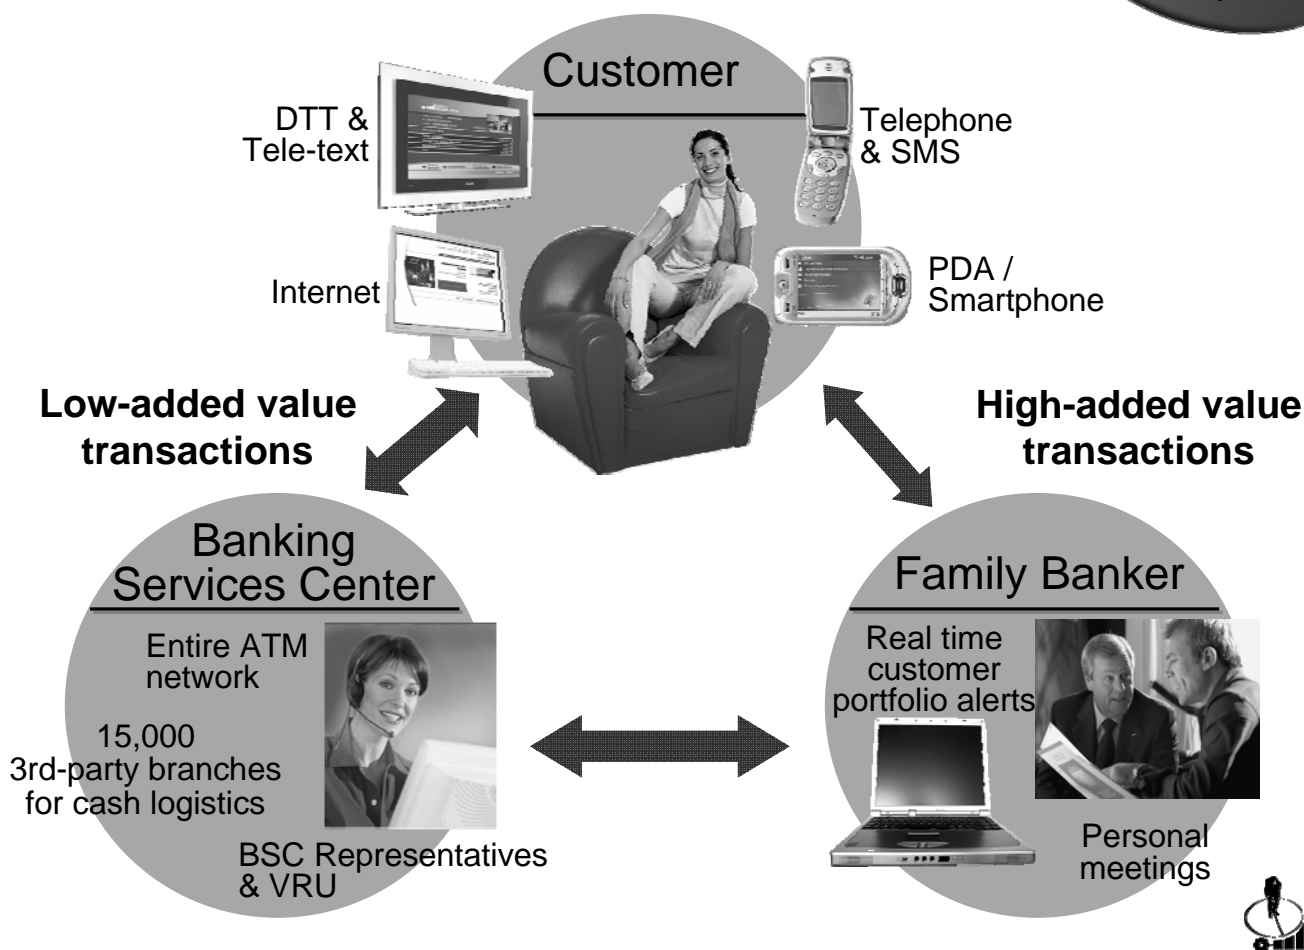 Customer
DTT &
Tele-text
Telephone
& SMS
Internet
PDA /
Smartphone
Low-added value
transactions
High-added value
transactions
Banking
Services Center
Entire ATM
network
15,000
3rd-party branches
for cash logistics
BSC Representatives
& VRU
Family Banker
Real time
customer
portfolio alerts
Personal
meetings